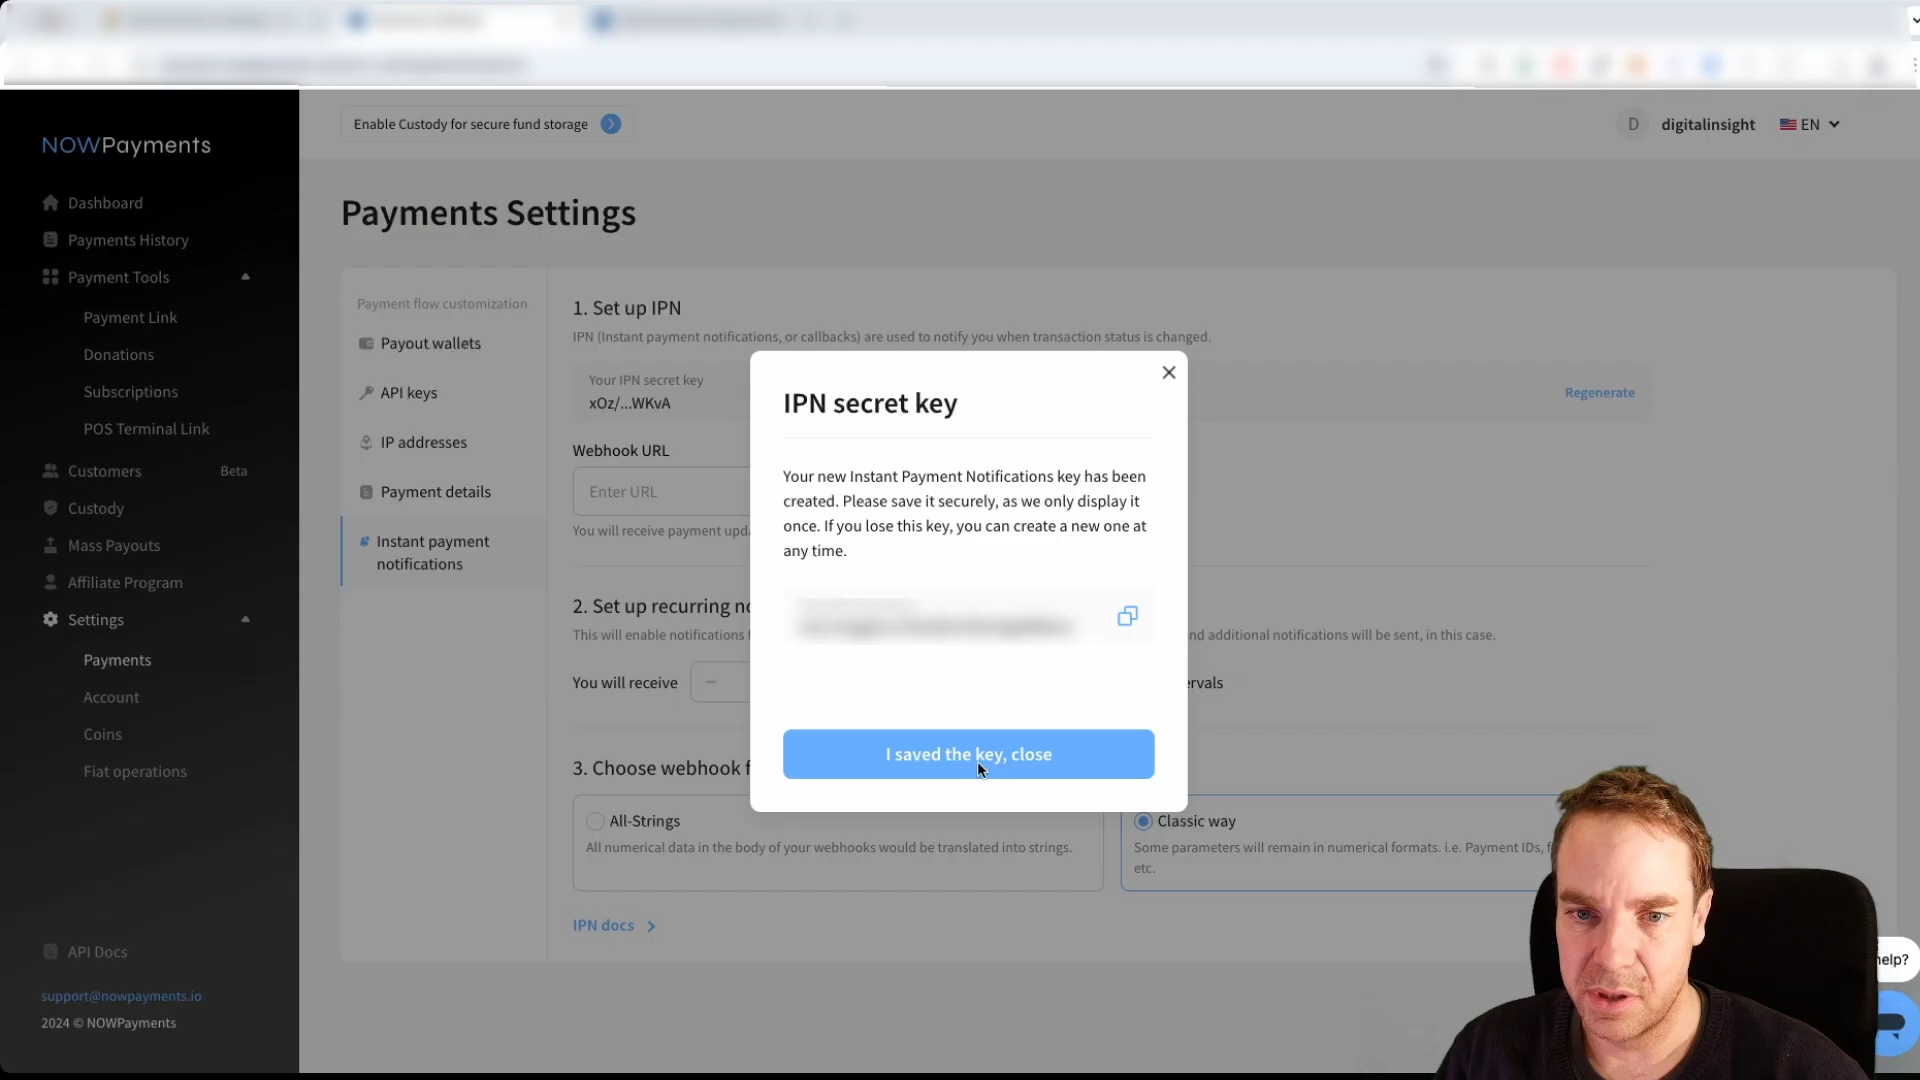 NOWPayments
Dashboard
Payments History
Payment Tools
Payment Link
Donations
Subscriptions
POS Terminal Link
Customers Beta
Custody
Mass Payouts
Affiliate Program
Settings
Payments
Account
Coins
Fiat operations
API Docs
support@nowpayments.io
2024 © NOWPayments
Enable Custody for secure fund storage
D digitalinsight EN
Payments Settings
Payment flow customization
Payout wallets
API keys
IP addresses
Payment details
Instant payment
notifications
1. Set up IPN
IPN (Instant payment notifications, or callbacks) are used to notify you when transaction status is changed.
Your IPN secret key
xOz/...WKvA
Regenerate
Webhook URL
Enter URL
You will receive payment
2. Set up recurring
This will enable notifications
and additional notifications will be sent, in this case.
You will receive
3. Choose webhook
All-Strings
All numerical data in the body of your webhooks would be translated into strings.
Classic way
Some parameters will remain in numerical formats. i.e. Payment IDs,
etc.
IPN docs
IPN secret key
Your new Instant Payment Notifications key has been
created. Please save it securely, as we only display it
once. If you lose this key, you can create a new one at
any time.
I saved the key, close